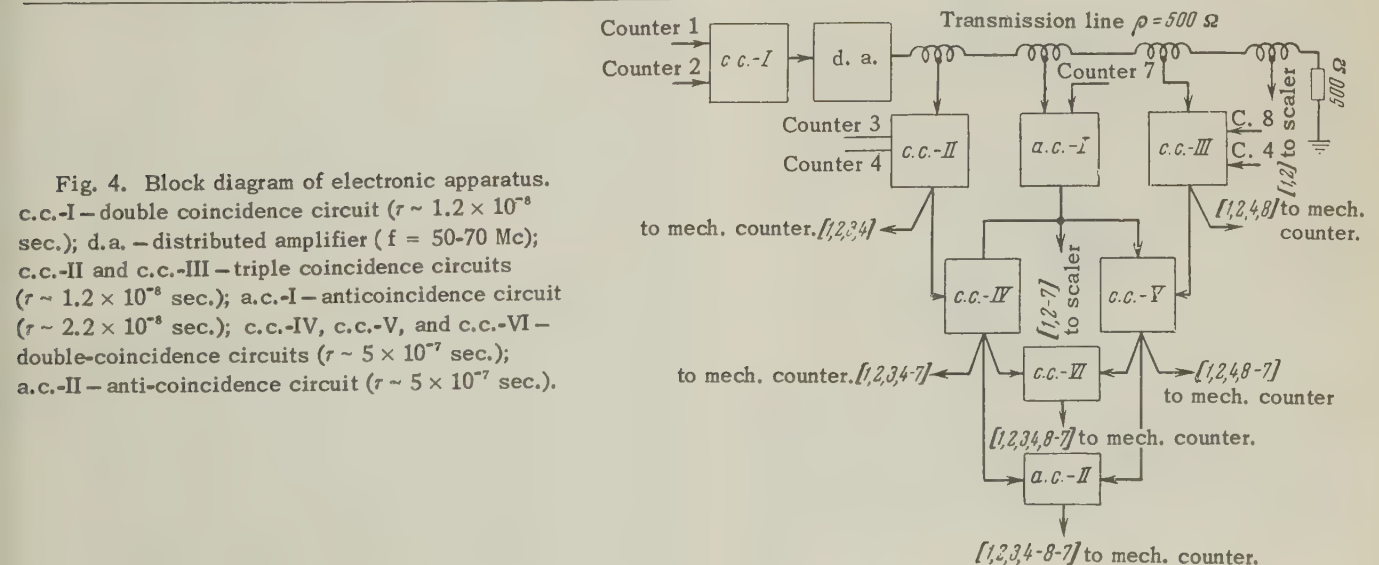 Fig. 4. Block diagram of electronic apparatus.
c.c.-I – double coincidence circuit (τ ~ 1.2 × 10⁻⁸
sec.); d.a. – distributed amplifier ( f = 50-70 Mc);
c.c.-II and c.c.-III – triple coincidence circuits
(τ ~ 1.2 × 10⁻⁸ sec.); a.c.-I – anticoincidence circuit
(τ ~ 2.2 × 10⁻⁸ sec.); c.c.-IV, c.c.-V, and c.c.-VI –
double-coincidence circuits (τ ~ 5 × 10⁻⁷ sec.);
a.c.-II – anti-coincidence circuit (τ ~ 5 × 10⁻⁷ sec.).
Transmission line ρ = 500 Ω
Counter 1
Counter 2
c c.-I
d. a.
500 Ω
Counter 7
Counter 3
Counter 4
c.c.-II
a.c.-I
c.c.-III
C. 8
C. 4
[1,2] to scaler
to mech. counter. [1,2,3,4]
[1,2,4,8] to mech.
counter.
c.c.-IV
[1,2-7]
to scaler
c.c.-V
to mech. counter. [1,2,3,4-7]
c.c.-VI
[1,2,4,8-7]
to mech. counter
[1,2,3,4,8-7] to mech. counter.
a.c.-II
[1,2,3,4-8-7] to mech. counter.